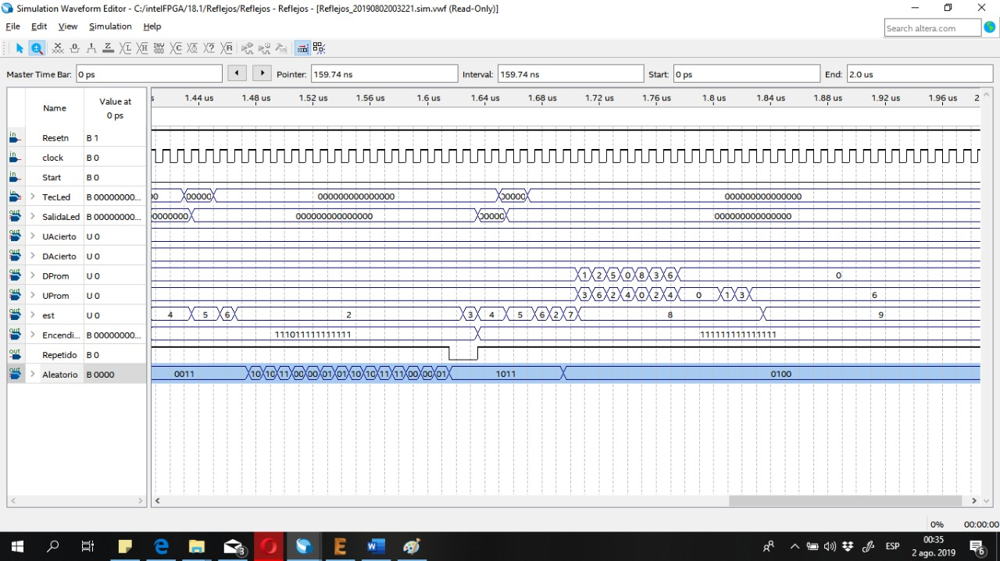 Simulation Waveform Editor - C:/intelFPGA/18.1/Reflejos/Reflejos - Reflejos - [Reflejos_20190802003221.sim.vwf (Read-Only)]
File Edit View Simulation Help
Search altera.com
Master Time Bar: 0 ps Pointer: 159.74 ns Interval: 159.74 ns Start: 0 ps End: 2.0 us
Name Value at 0 ps
s 1.44 us 1.48 us 1.52 us 1.56 us 1.6 us 1.64 us 1.68 us 1.72 us 1.76 us 1.8 us 1.84 us 1.88 us 1.92 us 1.96 us 2.
in Resetn B 1
in clock B 0
in Start B 0
in TecLed B 00000000... 00000 000000000000000 00000 000000000000000
out SalidaLed B 00000000... 0000000 000000000000000 00000 000000000000000
out UAcierto U 0
out DAcierto U 0
out DProm U 0 1 2 5 0 8 3 6 0
out UProm U 0 3 6 2 4 0 2 4 0 1 3 6
out est U 0 4 5 6 2 3 4 5 6 2 7 8 9
out Encendi... B 00000000... 111011111111111 111111111111111
out Repetido B 0
out Aleatorio B 0000 0011 10 10 11 00 00 01 01 10 10 11 11 00 00 01 1011 0100
0% 00:00:00
3 ESP 00:35
2 ago. 2019 6